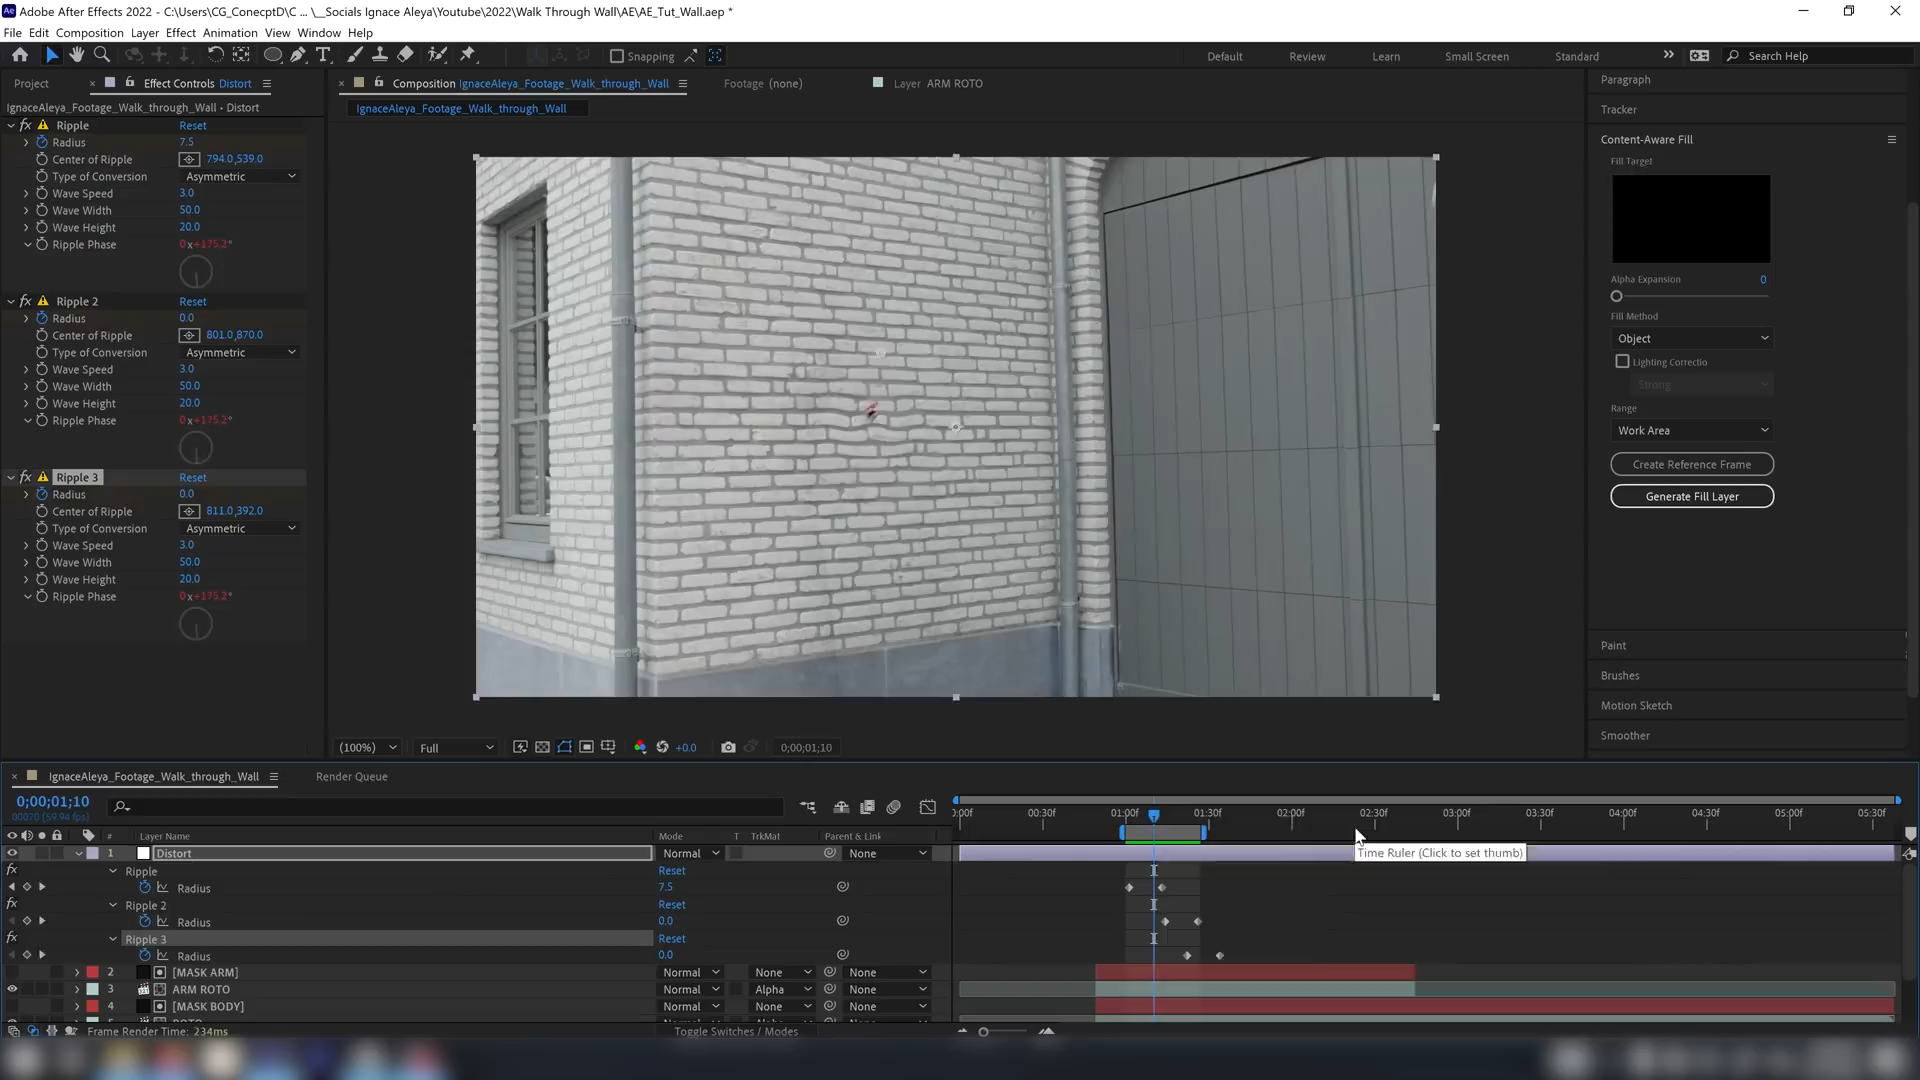 Ae Adobe After Effects 2022 - C:\Users\CG_ConecptD\C ... \__Socials Ignace Aleya\Youtube\2022\Walk Through Wall\AE\AE_Tut_Wall.aep *
File Edit Composition Layer Effect Animation View Window Help
Snapping Default Review Learn Small Screen Standard Search Help
Project Effect Controls Distort
Composition IgnaceAleya_Footage_Walk_through_Wall Footage (none) Layer ARM ROTO
IgnaceAleya_Footage_Walk_through_Wall • Distort
IgnaceAleya_Footage_Walk_through_Wall
fx Ripple Reset
Radius 7.5
Center of Ripple 794.0,539.0
Type of Conversion Asymmetric
Wave Speed 3.0
Wave Width 50.0
Wave Height 20.0
Ripple Phase 0x+175.2°
fx Ripple 2 Reset
Radius 0.0
Center of Ripple 801.0,870.0
Type of Conversion Asymmetric
Wave Speed 3.0
Wave Width 50.0
Wave Height 20.0
Ripple Phase 0x+175.2°
fx Ripple 3 Reset
Radius 0.0
Center of Ripple 811.0,392.0
Type of Conversion Asymmetric
Wave Speed 3.0
Wave Width 50.0
Wave Height 20.0
Ripple Phase 0x+175.2°
(100%) Full +0.0 0;00;01;10
Paragraph
Tracker
Content-Aware Fill
Fill Target
Alpha Expansion 0
Fill Method
Object
Lighting Correctio
Strong
Range
Work Area
Create Reference Frame
Generate Fill Layer
Paint
Brushes
Motion Sketch
Smoother
IgnaceAleya_Footage_Walk_through_Wall Render Queue
0;00;01;10
00070 (59.94 fps)
:00f 00:30f 01:00f 01:30f 02:00f 02:30f 03:00f 03:30f 04:00f 04:30f 05:00f 05:30f
# Layer Name Mode T TrkMat Parent & Link
1 Distort Normal None
Time Ruler (Click to set thumb)
fx Ripple Reset
Radius 7.5
fx Ripple 2 Reset
Radius 0.0
fx Ripple 3 Reset
Radius 0.0
2 [MASK ARM] Normal None None
3 ARM ROTO Normal Alpha None
4 [MASK BODY] Normal None None
Frame Render Time: 234ms Toggle Switches / Modes